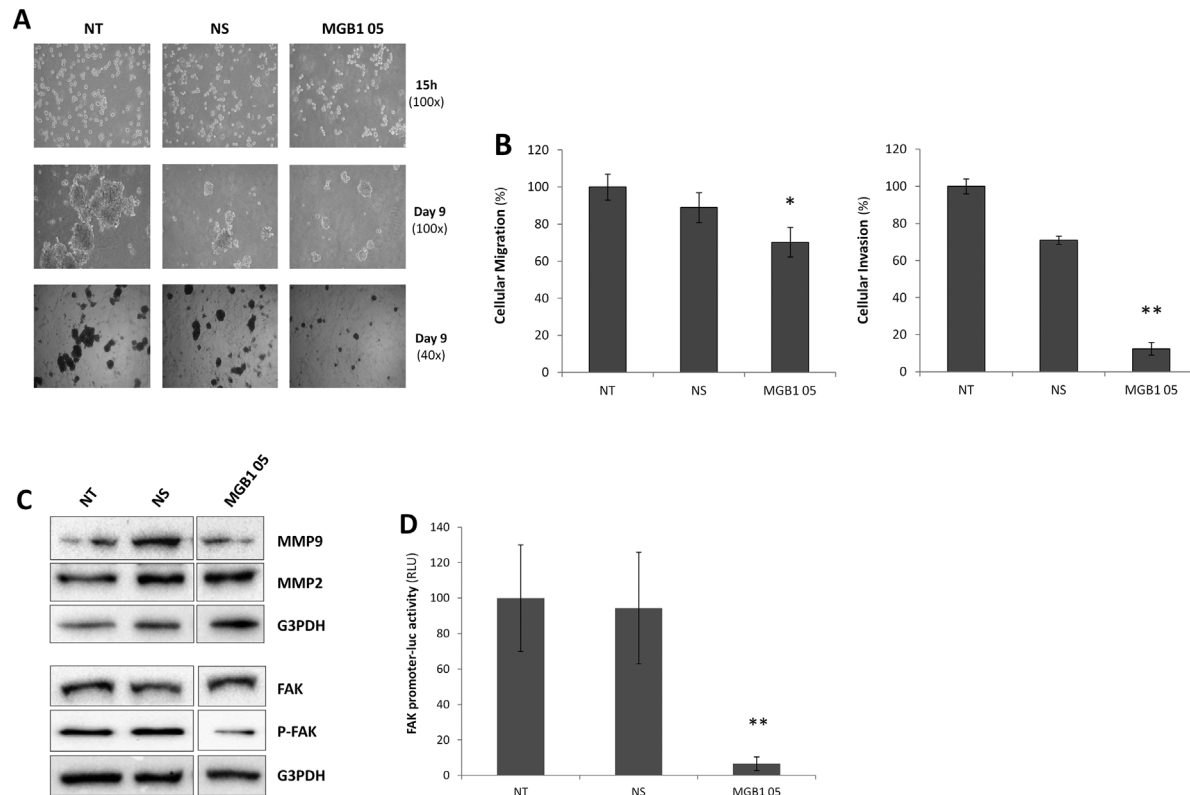 A
NT NS MGB1 05
15h
(100x)
Day 9
(100x)
Day 9
(40x)
B
Cellular Migration (%)
120
100
80
60
40
20
0
*
NT NS MGB1 05
Cellular Invasion (%)
120
100
80
60
40
20
0
**
NT NS MGB1 05
C
NT NS MGB1 05
MMP9
MMP2
G3PDH
FAK
P-FAK
G3PDH
D
FAK promoter-luc activity (RLU)
140
120
100
80
60
40
20
0
**
NT NS MGB1 05